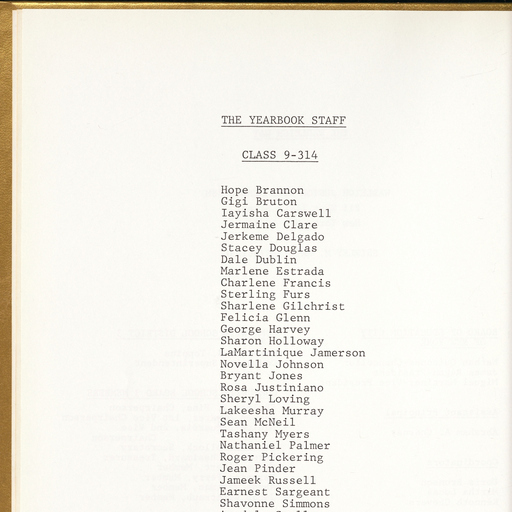 THE YEARBOOK STAFF
CLASS 9-314
Hope Brannon
Gigi Bruton
Iayisha Carswell
Jermaine Clare
Jerkeme Delgado
Stacey Douglas
Dale Dublin
Marlene Estrada
Charlene Francis
Sterling Furs
Sharlene Gilchrist
Felicia Glenn
George Harvey
Sharon Holloway
LaMartinique Jamerson
Novella Johnson
Bryant Jones
Rosa Justiniano
Sheryl Loving
Lakeesha Murray
Sean McNeil
Tashany Myers
Nathaniel Palmer
Roger Pickering
Jean Pinder
Jameek Russell
Earnest Sargeant
Shavonne Simmons